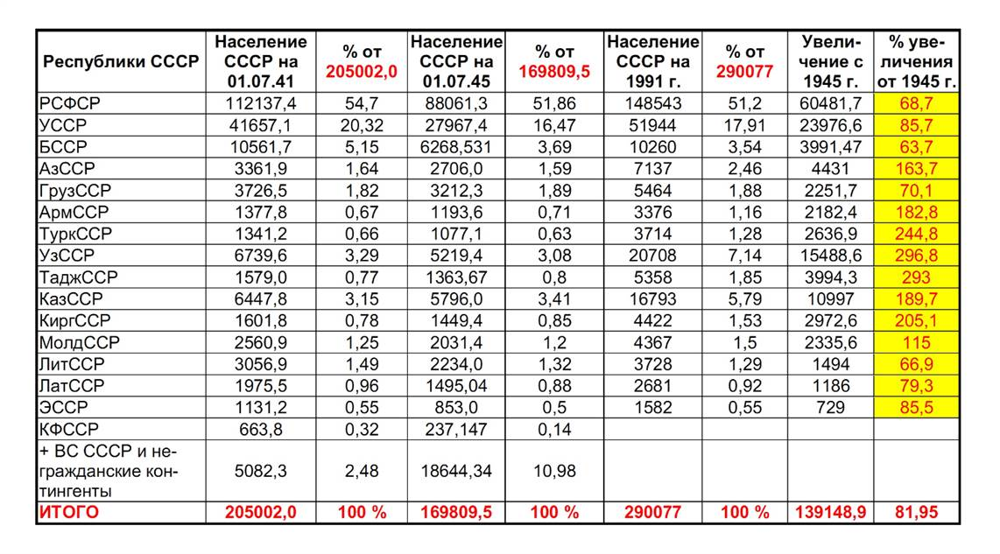 Республики СССР
Население СССР на 01.07.41
% от 205002,0
Население СССР на 01.07.45
% от 169809,5
Население СССР на 1991 г.
% от 290077
Увели-чение с 1945 г.
% уве-личения от 1945 г.
РСФСР 112137,4 54,7 88061,3 51,86 148543 51,2 60481,7 68,7
УССР 41657,1 20,32 27967,4 16,47 51944 17,91 23976,6 85,7
БССР 10561,7 5,15 6268,531 3,69 10260 3,54 3991,47 63,7
АзССР 3361,9 1,64 2706,0 1,59 7137 2,46 4431 163,7
ГрузССР 3726,5 1,82 3212,3 1,89 5464 1,88 2251,7 70,1
АрмССР 1377,8 0,67 1193,6 0,71 3376 1,16 2182,4 182,8
ТуркССР 1341,2 0,66 1077,1 0,63 3714 1,28 2636,9 244,8
УзССР 6739,6 3,29 5219,4 3,08 20708 7,14 15488,6 296,8
ТаджССР 1579,0 0,77 1363,67 0,8 5358 1,85 3994,3 293
КазССР 6447,8 3,15 5796,0 3,41 16793 5,79 10997 189,7
КиргССР 1601,8 0,78 1449,4 0,85 4422 1,53 2972,6 205,1
МолдССР 2560,9 1,25 2031,4 1,2 4367 1,5 2335,6 115
ЛитССР 3056,9 1,49 2234,0 1,32 3728 1,29 1494 66,9
ЛатССР 1975,5 0,96 1495,04 0,88 2681 0,92 1186 79,3
ЭССР 1131,2 0,55 853,0 0,5 1582 0,55 729 85,5
КФССР 663,8 0,32 237,147 0,14
+ ВС СССР и не-
гражданские кон- 5082,3 2,48 18644,34 10,98
тингенты
ИТОГО 205002,0 100 % 169809,5 100 % 290077 100 % 139148,9 81,95